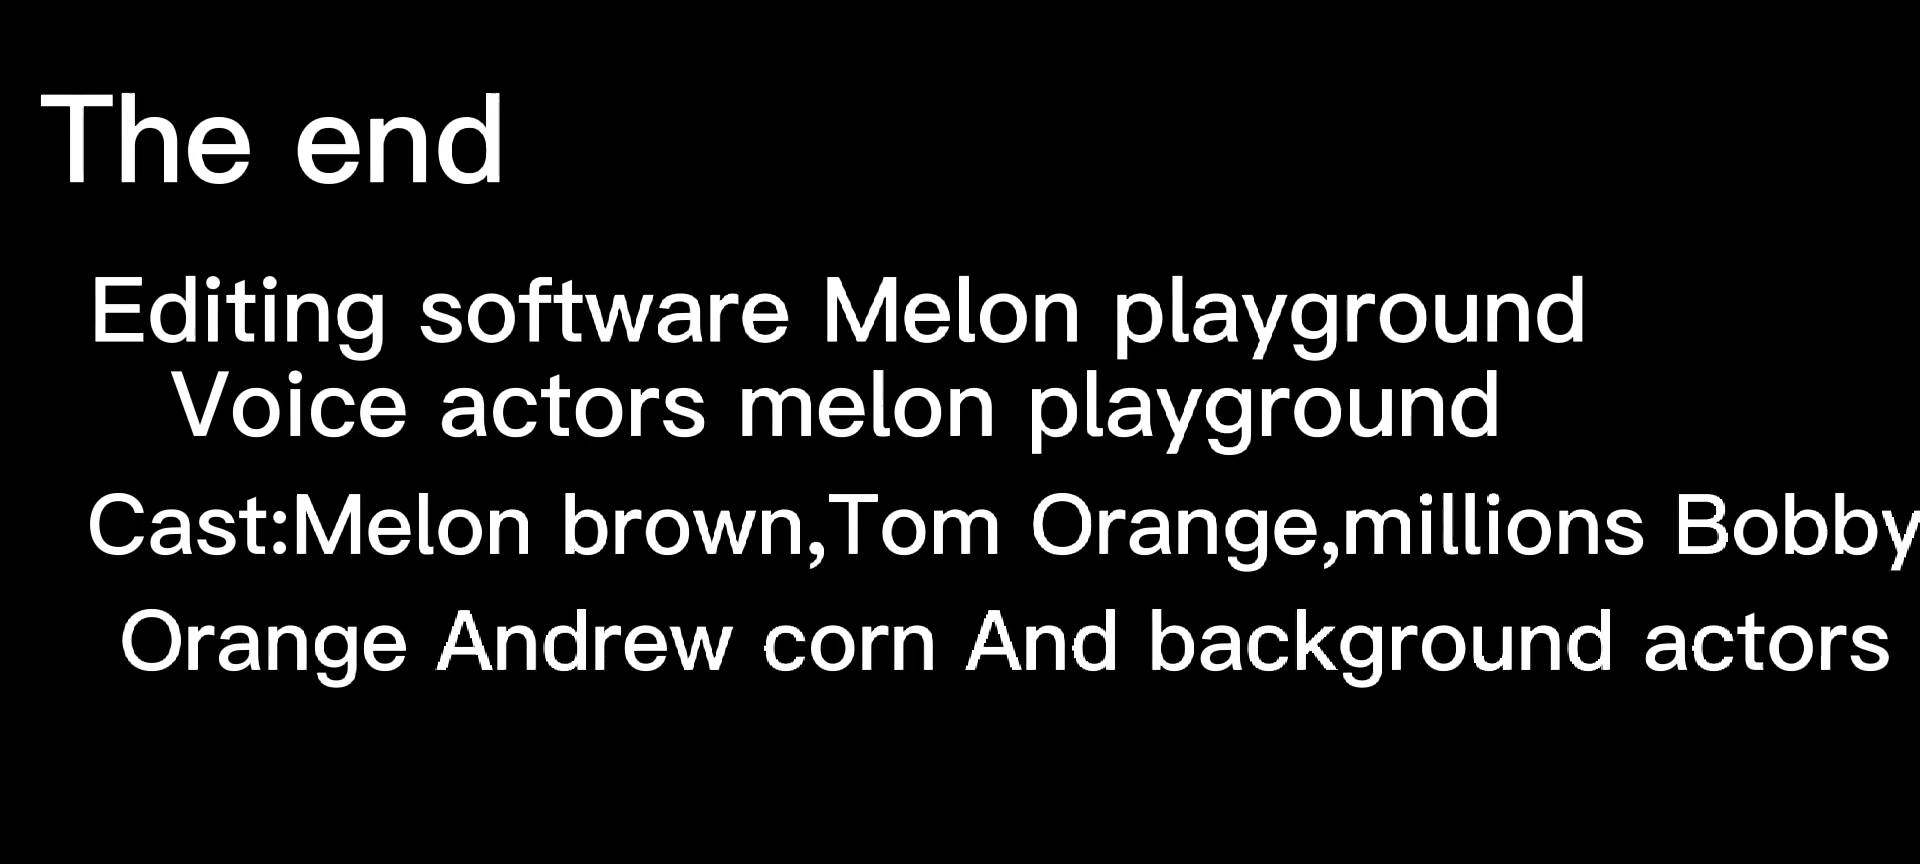 The end
Editing software Melon playground
Voice actors melon playground
Cast:Melon brown,Tom Orange,millions Bobby
Orange Andrew corn And background actors